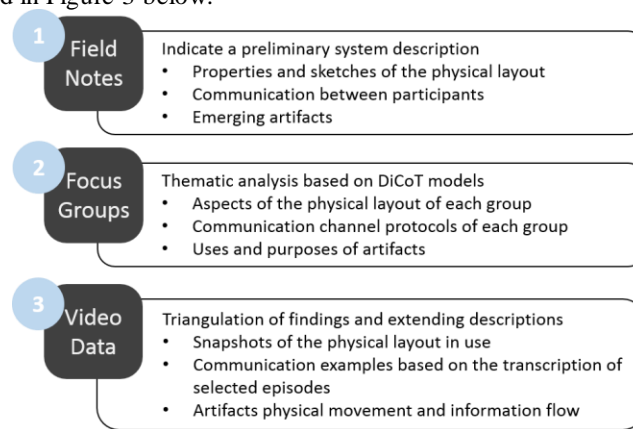 ed in Figure 3 below.
1
Field
Notes
Indicate a preliminary system description
• Properties and sketches of the physical layout
• Communication between participants
• Emerging artifacts
2
Focus
Groups
Thematic analysis based on DiCoT models
• Aspects of the physical layout of each group
• Communication channel protocols of each group
• Uses and purposes of artifacts
3
Video
Data
Triangulation of findings and extending descriptions
• Snapshots of the physical layout in use
• Communication examples based on the transcription of
selected episodes
• Artifacts physical movement and information flow